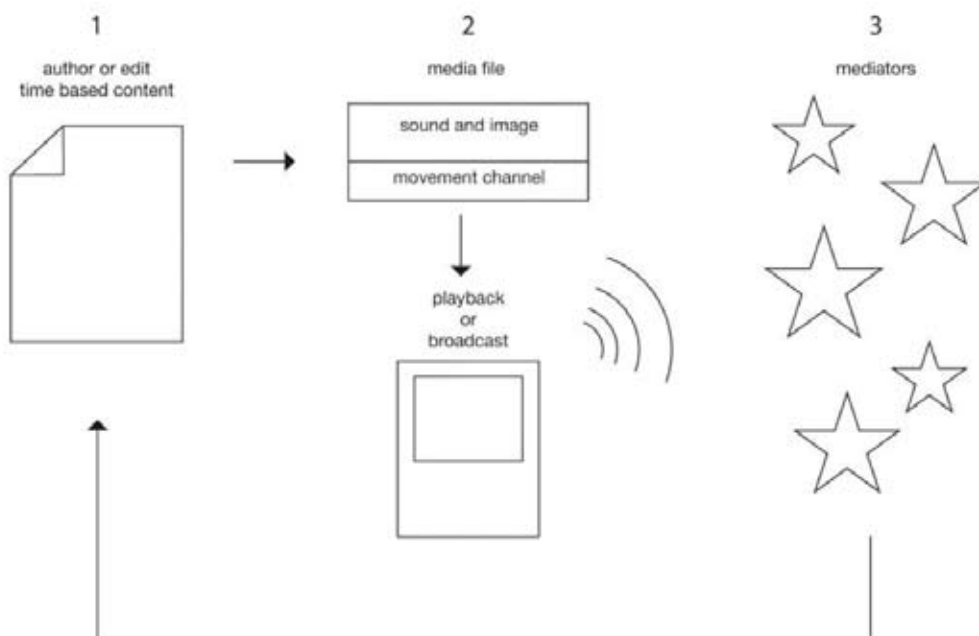 1
author or edit
time based content
2
media file
sound and image
movement channel
playback
or
broadcast
3
mediators